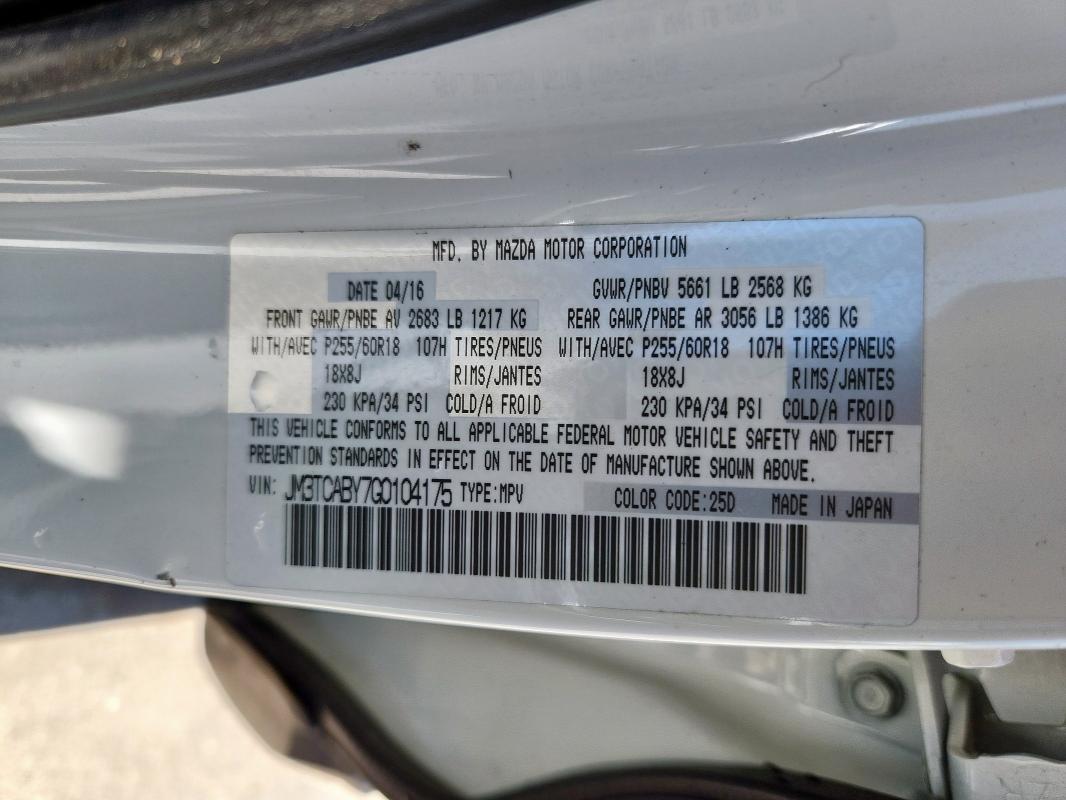 MFD. BY MAZDA MOTOR CORPORATION
DATE 04/16 GVWR/PNBV 5661 LB 2568 KG
FRONT GAWR/PNBE AV 2683 LB 1217 KG REAR GAWR/PNBE AR 3056 LB 1386 KG
WITH/AVEC P255/60R18 107H TIRES/PNEUS WITH/AVEC P255/60R18 107H TIRES/PNEUS
18X8J RIMS/JANTES 18X8J RIMS/JANTES
230 KPA/34 PSI COLD/A FROID 230 KPA/34 PSI COLD/A FROID
THIS VEHICLE CONFORMS TO ALL APPLICABLE FEDERAL MOTOR VEHICLE SAFETY AND THEFT
PREVENTION STANDARDS IN EFFECT ON THE DATE OF MANUFACTURE SHOWN ABOVE.
VIN: JM3TCABY7G0104175 TYPE:MPV COLOR CODE:25D MADE IN JAPAN